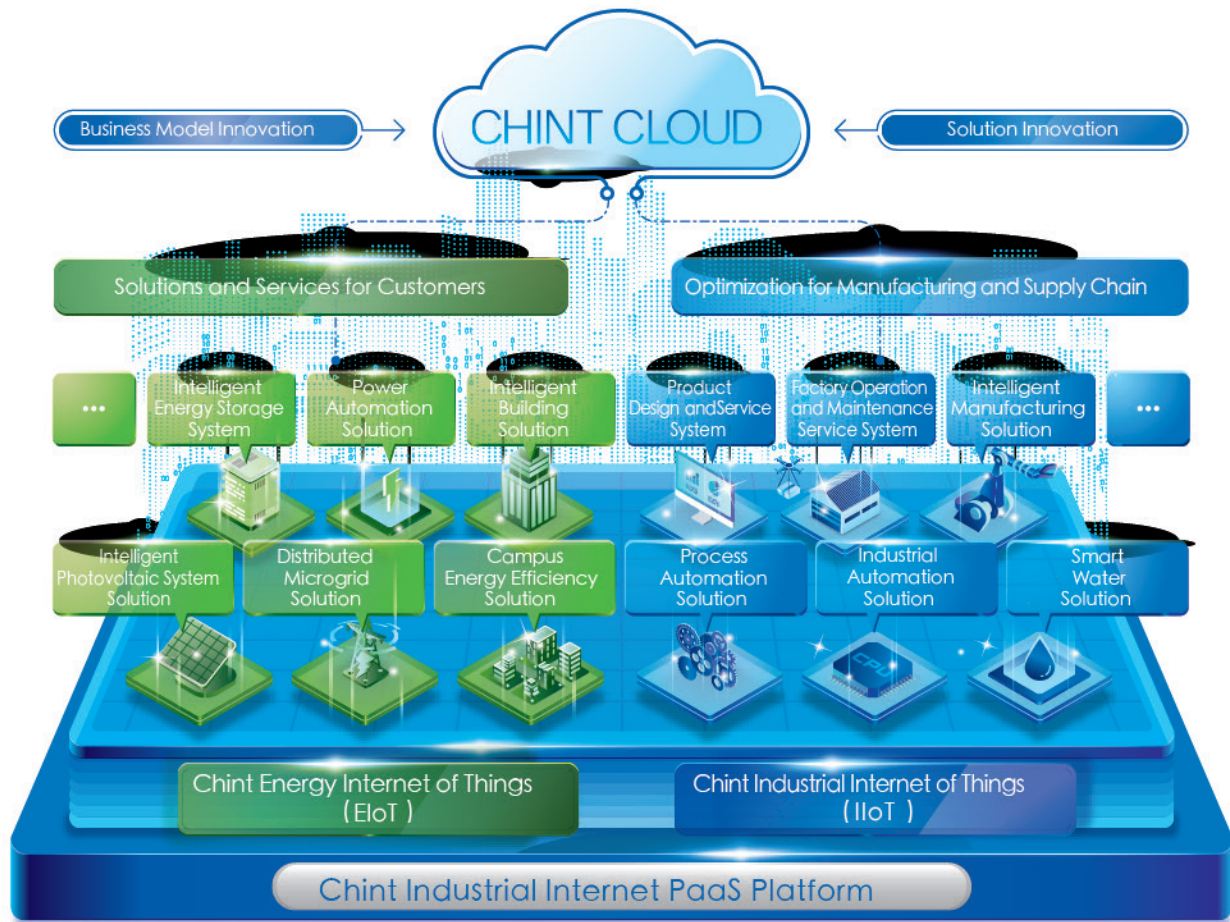 CHINT CLOUD
Business Model Innovation
Solution Innovation
Solutions and Services for Customers
Optimization for Manufacturing and Supply Chain
...
Intelligent
Energy Storage
System
Power
Automation
Solution
Intelligent
Building
Solution
Product
Design andService
System
Factory Operation
and Maintenance
Service System
Intelligent
Manufacturing
Solution
...
Intelligent
Photovoltaic System
Solution
Distributed
Microgrid
Solution
Campus
Energy Efficiency
Solution
Process
Automation
Solution
Industrial
Automation
Solution
Smart
Water
Solution
CPU
Chint Energy Internet of Things
(EIoT)
Chint Industrial Internet of Things
(IIoT)
Chint Industrial Internet PaaS Platform